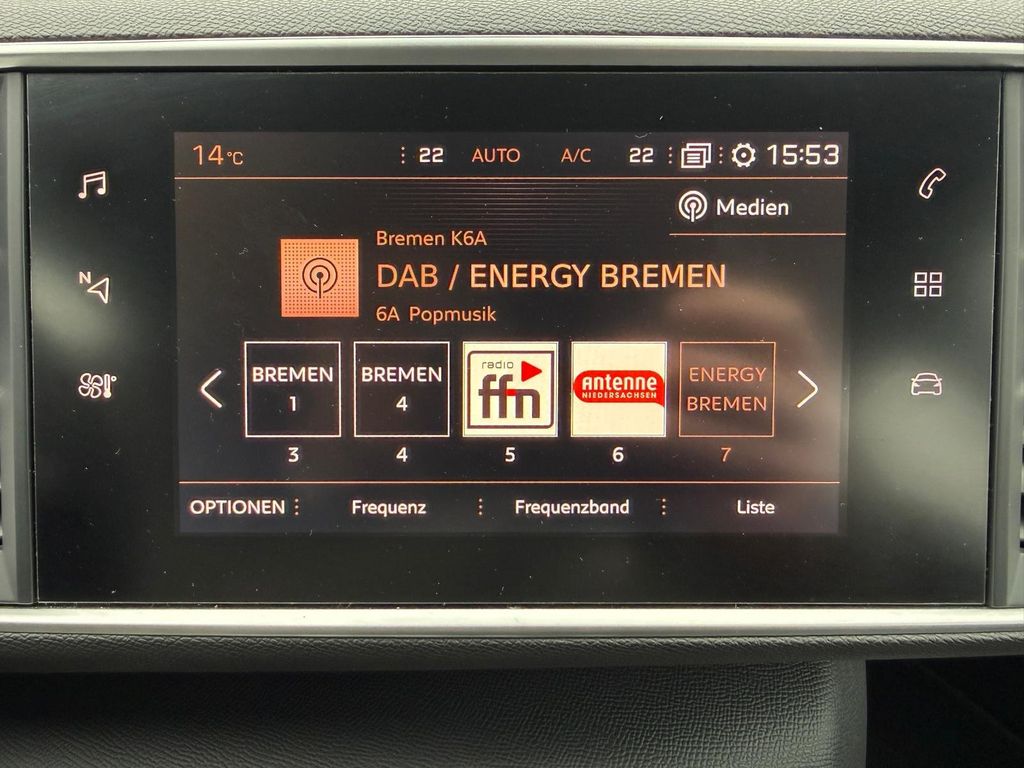 14°C 22 AUTO A/C 22 15:53
Medien
Bremen K6A
DAB / ENERGY BREMEN
6A Popmusik
N
BREMEN
1
BREMEN
4
radio
ffn
Antenne
NIEDERSACHSEN
ENERGY
BREMEN
3 4 5 6 7
OPTIONEN Frequenz Frequenzband Liste